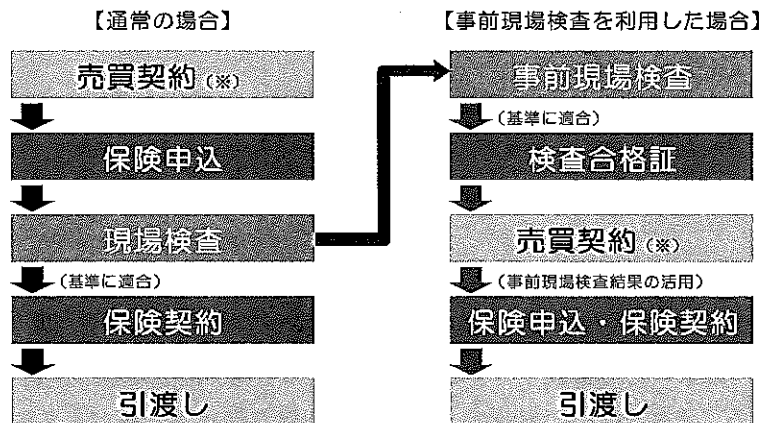 【通常の場合】
売買契約(※)
保険申込
現場検査
(基準に適合)
保険契約
引渡し
【事前現場検査を利用した場合】
事前現場検査
(基準に適合)
検査合格証
売買契約(※)
(事前現場検査結果の活用)
保険申込・保険契約
引渡し